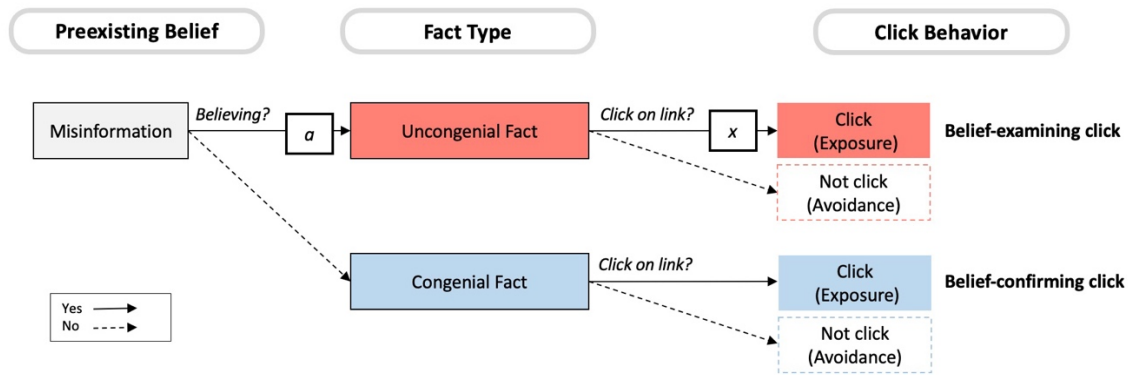 Preexisting Belief
Fact Type
Click Behavior
Misinformation
Believing?
a
Uncongenial Fact
Click on link?
x
Click
(Exposure)
Belief-examining click
Not click
(Avoidance)
Congenial Fact
Click on link?
Click
(Exposure)
Belief-confirming click
Not click
(Avoidance)
Yes
No